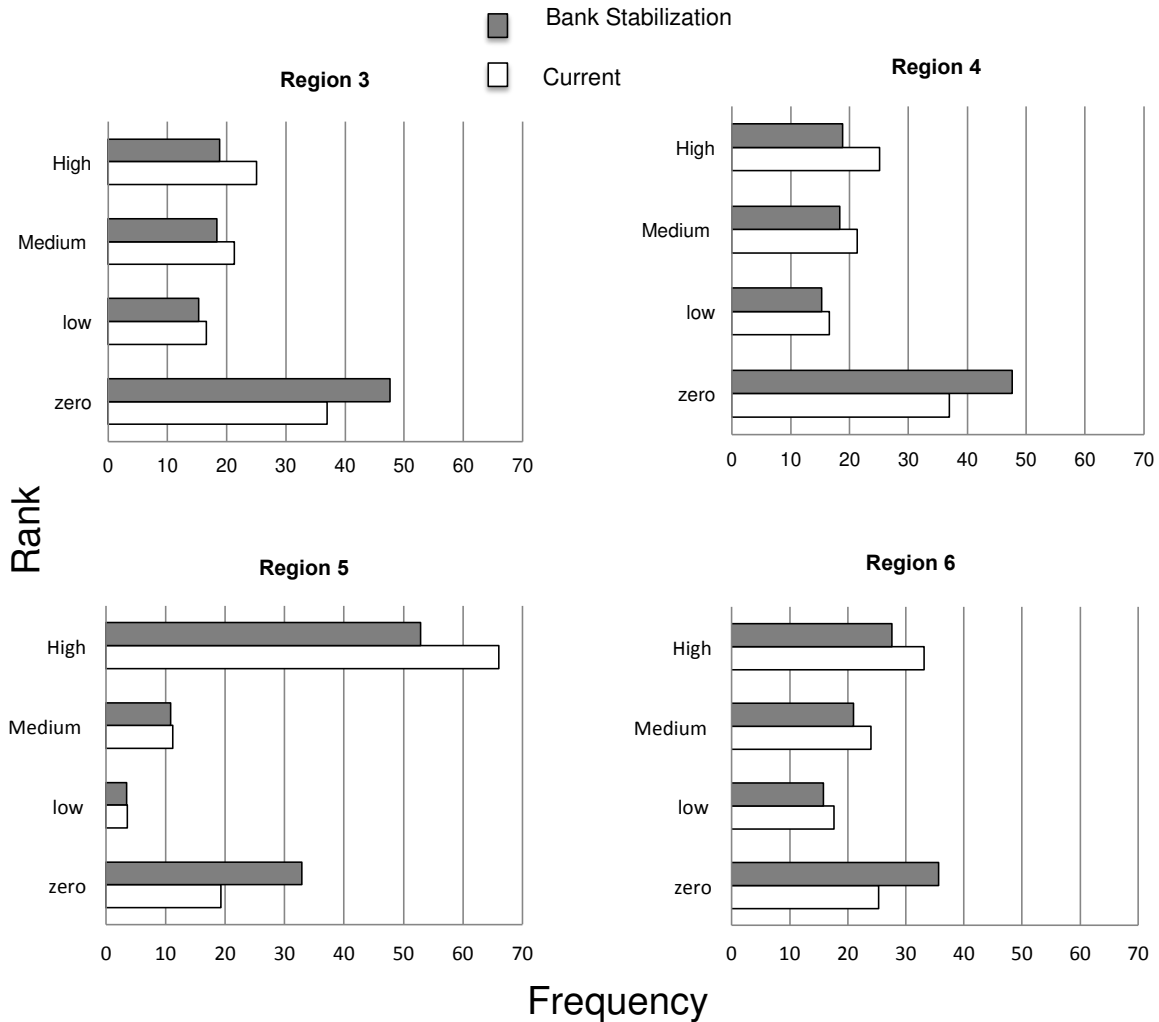 Bank Stabilization
Current
Region 3
High
Medium
low
zero
0 10 20 30 40 50 60 70
Region 4
High
Medium
low
zero
0 10 20 30 40 50 60 70
Rank
Region 5
High
Medium
low
zero
0 10 20 30 40 50 60 70
Region 6
High
Medium
low
zero
0 10 20 30 40 50 60 70
Frequency